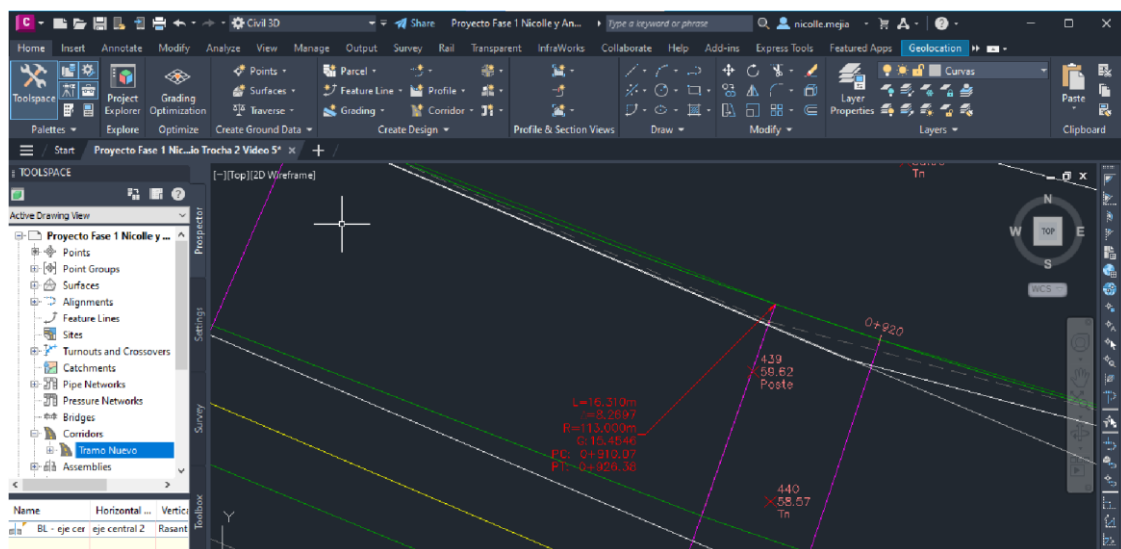 C
Civil 3D
Share
Proyecto Fase 1 Nicolle y An...
Type a keyword or phrase
nicolle.mejia
Home Insert Annotate Modify Analyze View Manage Output Survey Rail Transparent InfraWorks Collaborate Help Add-ins Express Tools Featured Apps Geolocation
Toolspace
Project Explorer
Grading Optimization
Points
Surfaces
Traverse
Parcel
Feature Line
Grading
Profile
Corridor
Layer Properties
Curvas
Paste
Palettes
Explore
Optimize
Create Ground Data
Create Design
Profile & Section Views
Draw
Modify
Layers
Clipboard
Start
Proyecto Fase 1 Nic...io Trocha 2 Video 5*
TOOLSPACE
Active Drawing View
Proyecto Fase 1 Nicolle y ...
Points
Point Groups
Surfaces
Alignments
Feature Lines
Sites
Turnouts and Crossovers
Catchments
Pipe Networks
Pressure Networks
Bridges
Corridors
Tramo Nuevo
Assemblies
Name Horizontal ... Vertic
BL - eje cer eje central 2 Rasant
Prospector
Settings
Survey
Toolbox
[-][Top][2D Wireframe]
Tn
N
W TOP E
S
WCS
0+920
439
59.62
Poste
L=16.310m
R=113.000m
PC: 0+910.07
PT: 0+926.38
440
58.57
Tn
Y